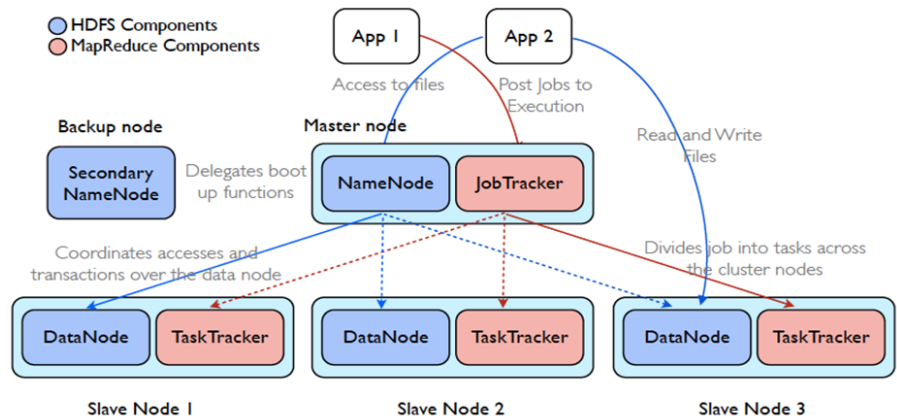 HDFS Components
MapReduce Components
App 1
App 2
Access to files
Post Jobs to
Execution
Backup node
Master node
Read and Write
Files
Secondary
NameNode
Delegates boot
up functions
NameNode
JobTracker
Coordinates accesses and
transactions over the data node
Divides job into tasks across
the cluster nodes
DataNode
TaskTracker
DataNode
TaskTracker
DataNode
TaskTracker
Slave Node 1
Slave Node 2
Slave Node 3